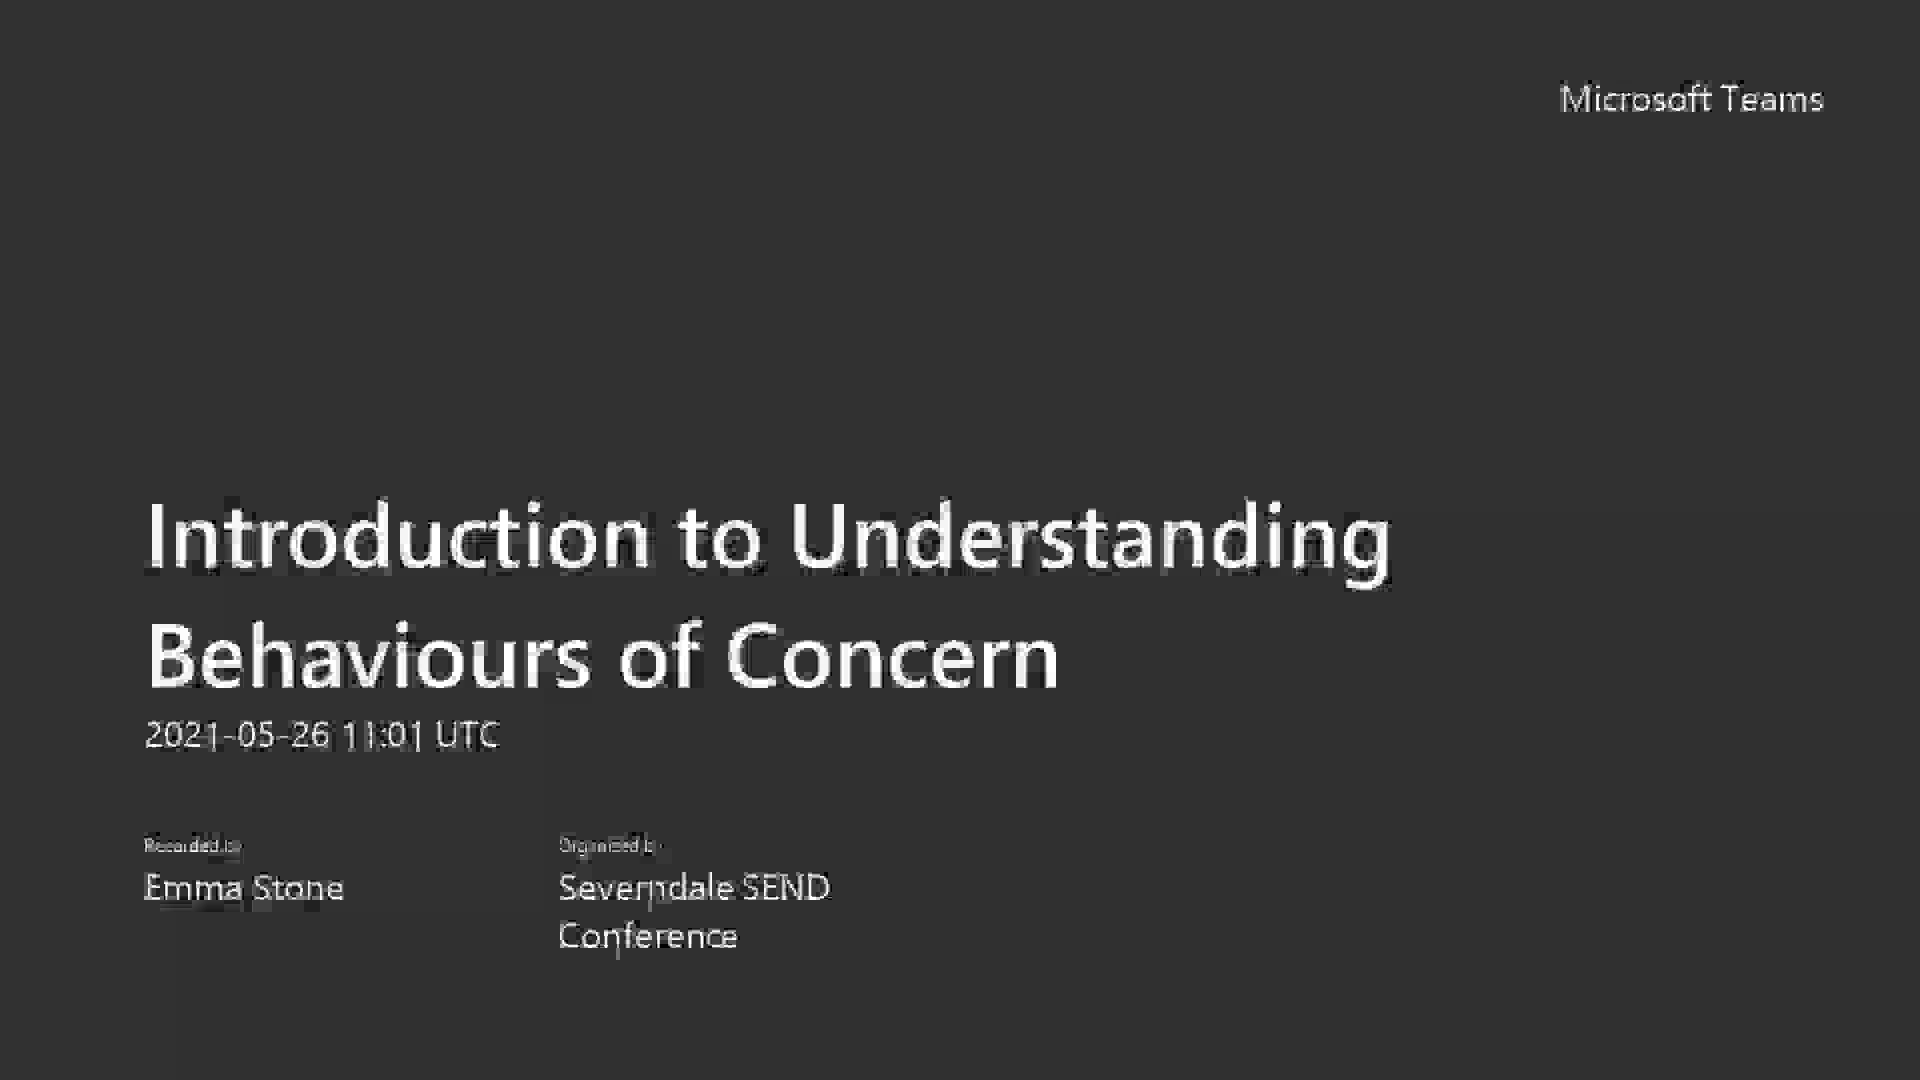 Microsoft Teams
Introduction to Understanding
Behaviours of Concern
2021-05-26 11:01 UTC
Recorded by
Organized by
Emma Stone
Severndale SEND
Conference